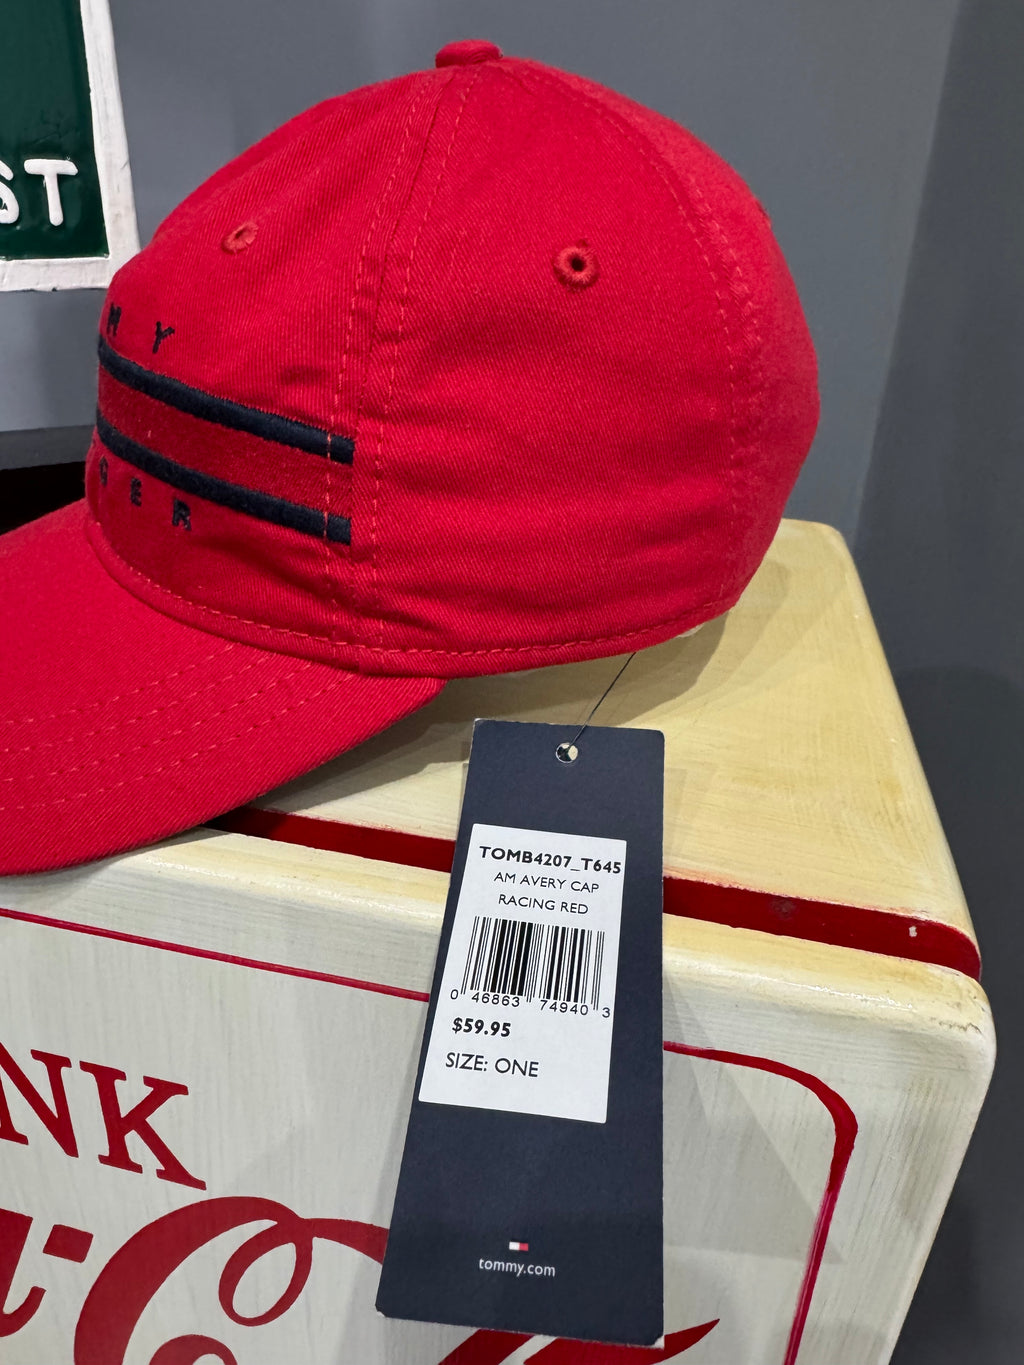 ST
MY
GER
TOMB4207_T645
AM AVERY CAP
RACING RED
0 46863 74940 3
$59.95
SIZE: ONE
tommy.com
NK